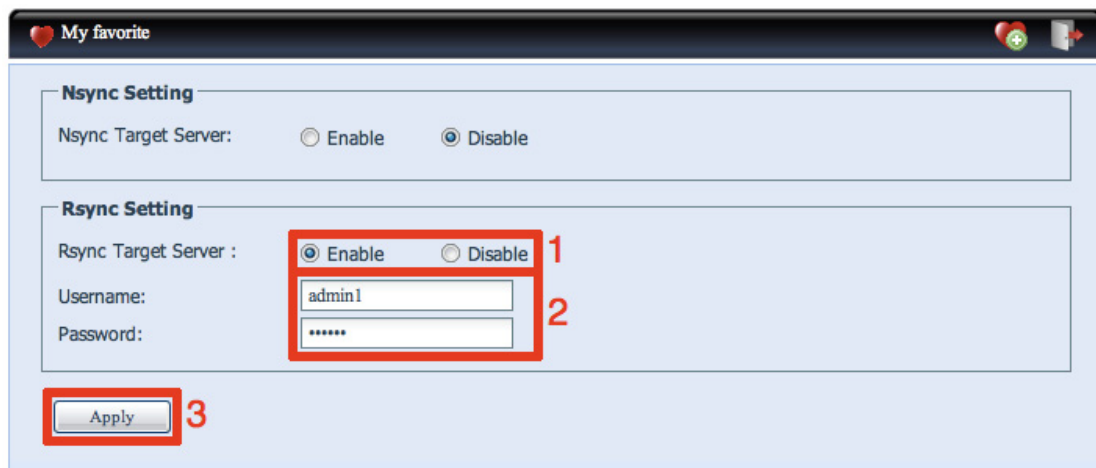 My favorite
Nsync Setting
Nsync Target Server: Enable Disable
Rsync Setting
Rsync Target Server : Enable Disable 1
Username: admin1
2
Password: ••••••
Apply 3